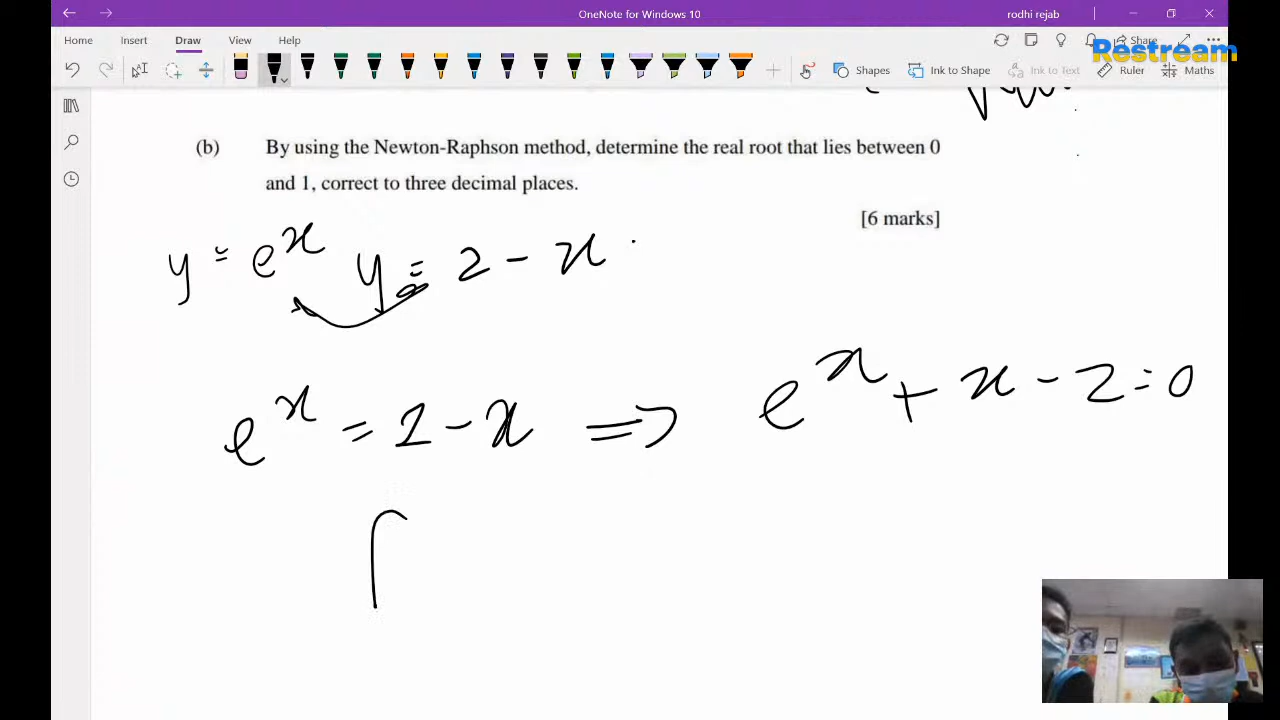 OneNote for Windows 10
rodhi rejab
Home Insert Draw View Help
Share
Restream
Shapes Ink to Shape Ink to Text Ruler Maths
(b) By using the Newton-Raphson method, determine the real root that lies between 0
and 1, correct to three decimal places.
[6 marks]
y = e^x y = 2 - x
e^x = 2 - x ⇒ e^x + x - 2 = 0